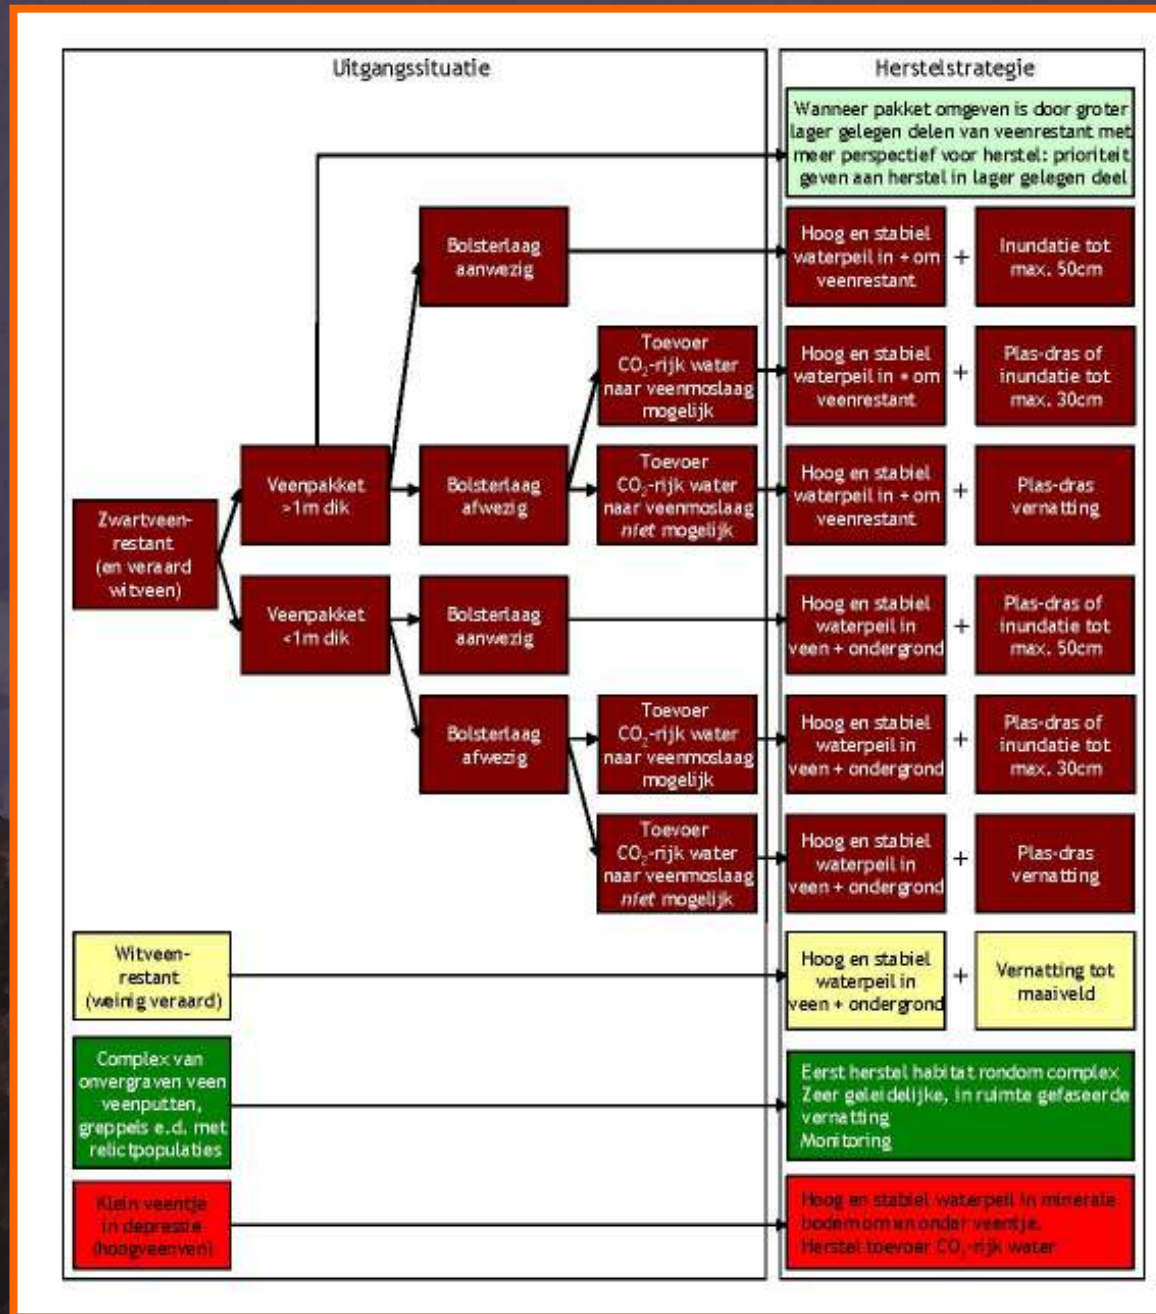 Uitgangssituatie
Herstelstrategie
Wanneer pakket omgeven is door groter
lager gelegen delen van veenrestant met
meer perspectief voor herstel: prioriteit
geven aan herstel in lager gelegen deel
Bolsterlaag
aanwezig
Hoog en stabiel
waterpeil in + om
veenrestant
+
Inundatie tot
max. 50cm
Toevoer
CO₂-rijk water
naar veenmoslaag
mogelijk
Hoog en stabiel
waterpeil in + om
veenrestant
+
Plas-dras of
inundatie tot
max. 30cm
Zwartveen-
restant
(en veraard
witveen)
Veenpakket
>1m dik
Bolsterlaag
afwezig
Toevoer
CO₂-rijk water
naar veenmoslaag
niet mogelijk
Hoog en stabiel
waterpeil in + om
veenrestant
+
Plas-dras
vernatting
Veenpakket
<1m dik
Bolsterlaag
aanwezig
Hoog en stabiel
waterpeil in
veen + ondergrond
+
Plas-dras of
inundatie tot
max. 50cm
Bolsterlaag
afwezig
Toevoer
CO₂-rijk water
naar veenmoslaag
mogelijk
Hoog en stabiel
waterpeil in
veen + ondergrond
+
Plas-dras of
inundatie tot
max. 30cm
Toevoer
CO₂-rijk water
naar veenmoslaag
niet mogelijk
Hoog en stabiel
waterpeil in
veen + ondergrond
+
Plas-dras
vernatting
Witveen-
restant
(weinig veraard)
Hoog en stabiel
waterpeil in
veen + ondergrond
+
Vernatting tot
maaiveld
Complex van
onvergraven veen
veenputten,
greppels e.d. met
relictpopulaties
Eerst herstel habitat rondom complex
Zeer geleidelijke, in ruimte gefaseerde
vernatting
Monitoring
Klein veentje
in depressie
(hoogveenven)
Hoog en stabiel waterpeil in minerale
bodem om en onder veentje.
Herstel toevoer CO₂-rijk water